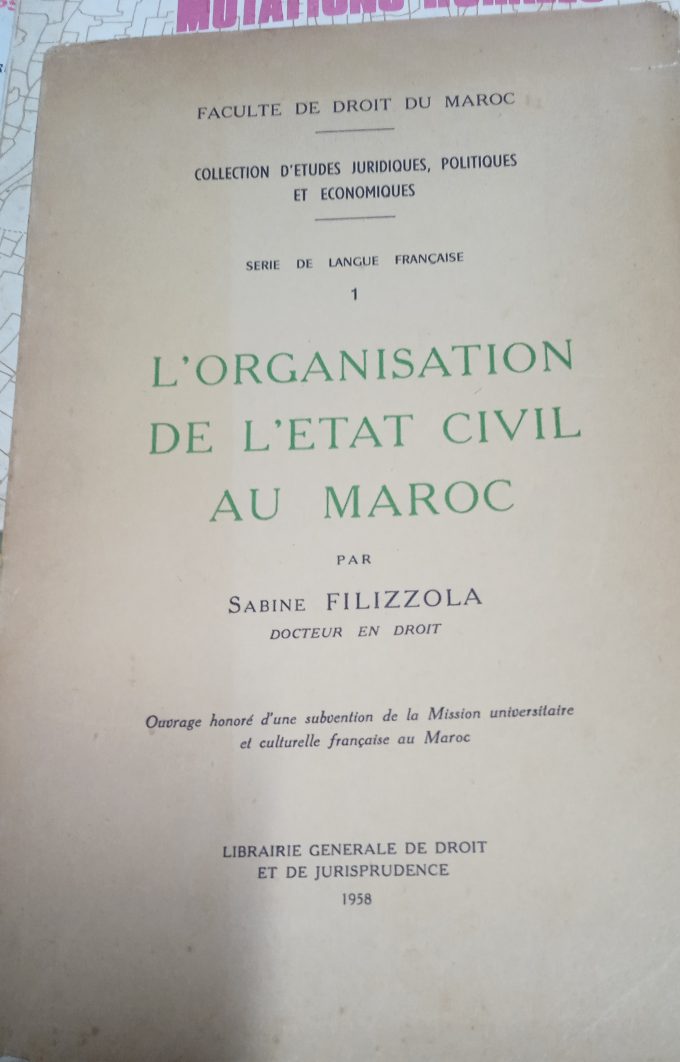 MUTATIONS
FACULTE DE DROIT DU MAROC
COLLECTION D'ETUDES JURIDIQUES, POLITIQUES
ET ECONOMIQUES
SERIE DE LANGUE FRANÇAISE
1
L'ORGANISATION
DE L'ETAT CIVIL
AU MAROC
PAR
SABINE FILIZZOLA
DOCTEUR EN DROIT
Ouvrage honoré d'une subvention de la Mission universitaire
et culturelle française au Maroc
LIBRAIRIE GENERALE DE DROIT
ET DE JURISPRUDENCE
1958